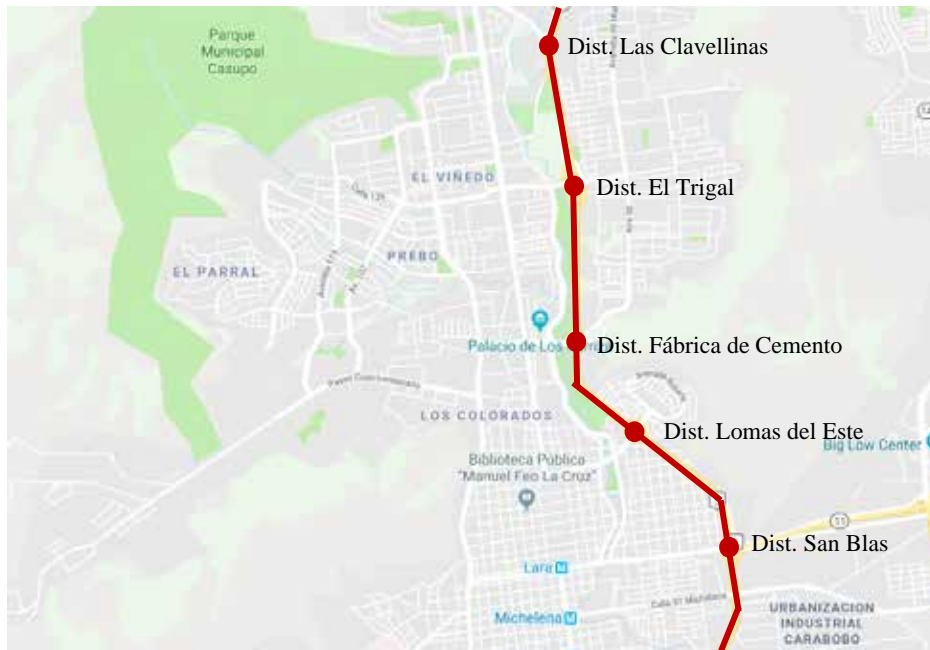 Parque
Municipal
Casupo
Dist. Las Clavellinas
EL VIÑEDO
Dist. El Trigal
PREBO
EL PARRAL
Palacio de Los
Dist. Fábrica de Cemento
LOS COLORADOS
Dist. Lomas del Este
Big Low Center
Biblioteca Pública
"Manuel Feo La Cruz"
11
Dist. San Blas
Lara M
Michelena M
URBANIZACION
INDUSTRIAL
CARABOBO